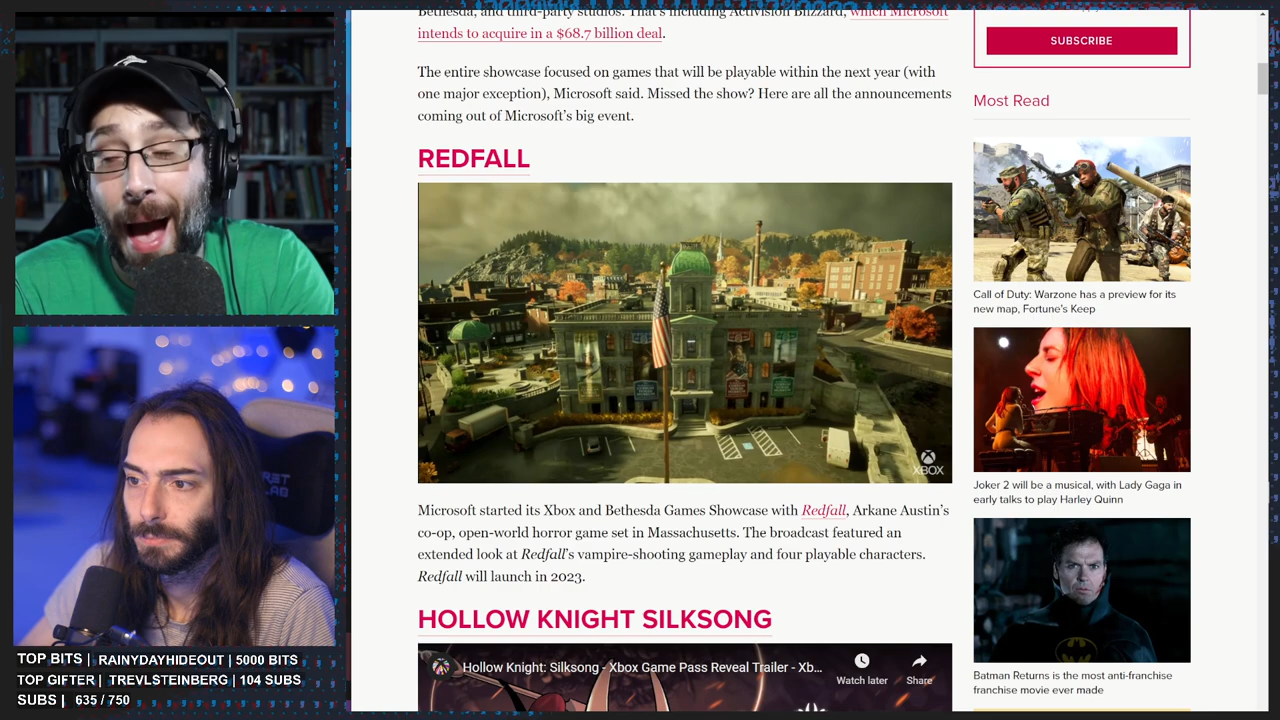 Bethesda, and third-party studios. That's including Activision Blizzard, which Microsoft
intends to acquire in a $68.7 billion deal.
The entire showcase focused on games that will be playable within the next year (with
one major exception), Microsoft said. Missed the show? Here are all the announcements
coming out of Microsoft's big event.
REDFALL
XBOX
Microsoft started its Xbox and Bethesda Games Showcase with Redfall, Arkane Austin's
co-op, open-world horror game set in Massachusetts. The broadcast featured an
extended look at Redfall's vampire-shooting gameplay and four playable characters.
Redfall will launch in 2023.
HOLLOW KNIGHT SILKSONG
Hollow Knight: Silksong - Xbox Game Pass Reveal Trailer - Xb...
Watch later
Share
SUBSCRIBE
Most Read
Call of Duty: Warzone has a preview for its
new map, Fortune's Keep
Joker 2 will be a musical, with Lady Gaga in
early talks to play Harley Quinn
Batman Returns is the most anti-franchise
franchise movie ever made
TOP BITS | RAINYDAYHIDEOUT | 5000 BITS
TOP GIFTER | TREVLSTEINBERG | 104 SUBS
SUBS | 635 / 750